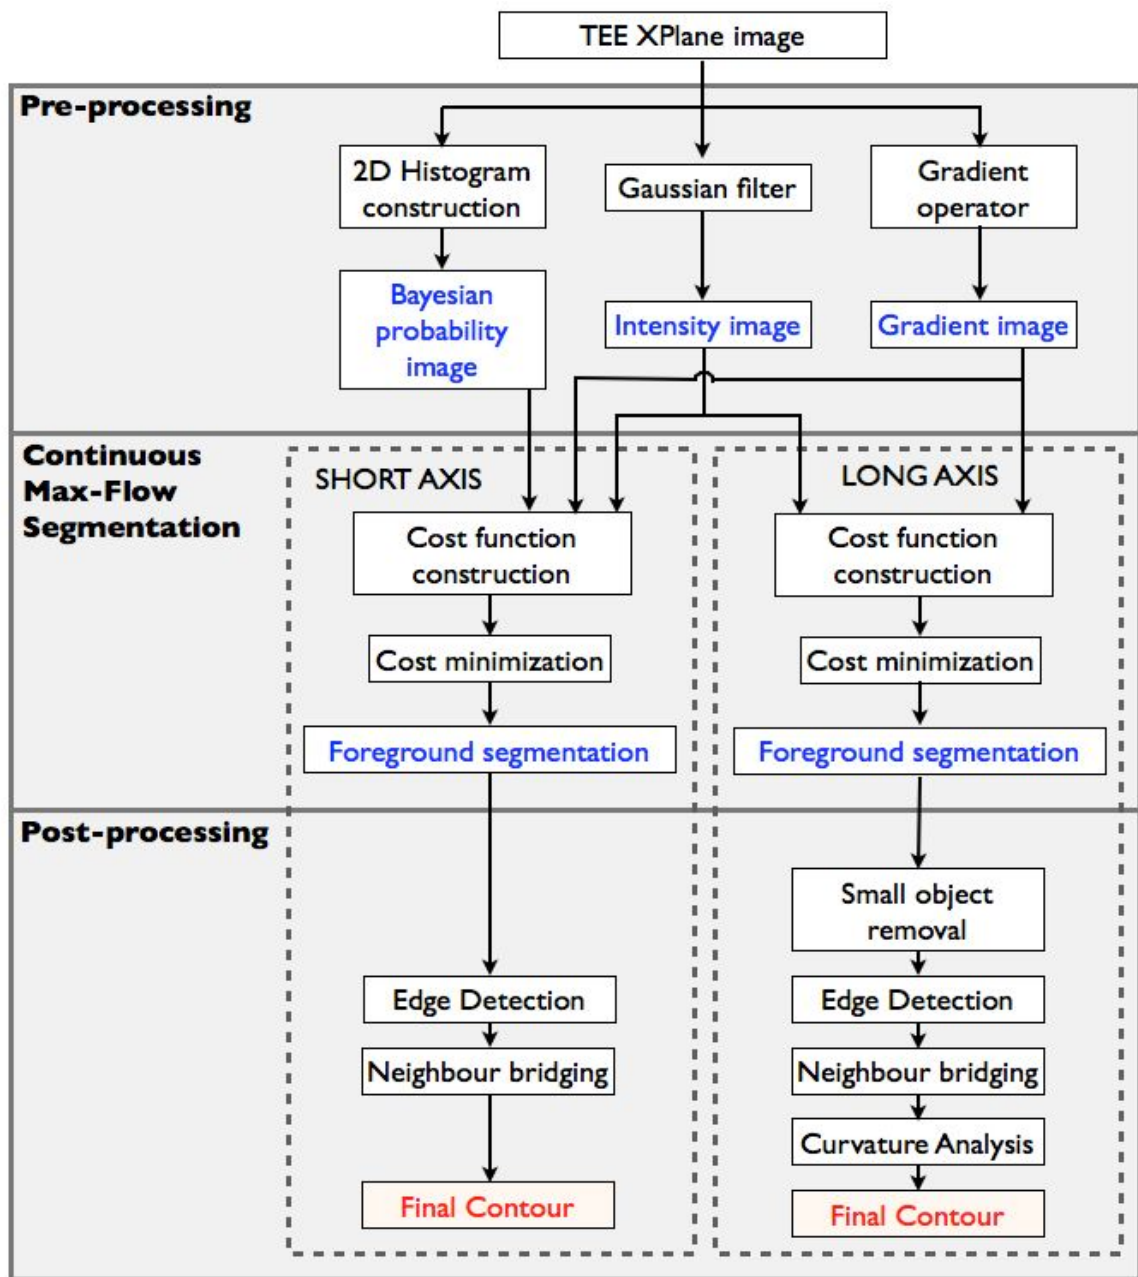 TEE XPlane image
Pre-processing
2D Histogram
construction
Gaussian filter
Gradient
operator
Bayesian
probability
image
Intensity image
Gradient image
Continuous
Max-Flow
Segmentation
SHORT AXIS
LONG AXIS
Cost function
construction
Cost function
construction
Cost minimization
Cost minimization
Foreground segmentation
Foreground segmentation
Post-processing
Small object
removal
Edge Detection
Edge Detection
Neighbour bridging
Neighbour bridging
Curvature Analysis
Final Contour
Final Contour